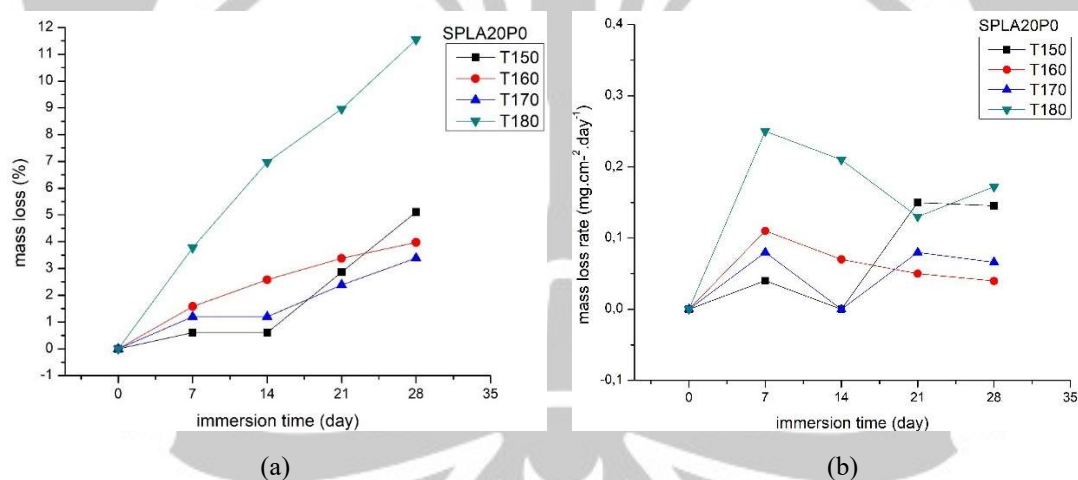 SPLA20P0
T150
T160
T170
T180
12
11
10
9
8
7
6
5
4
3
2
1
0
-1
mass loss (%)
0 7 14 21 28 35
immersion time (day)
(a)
SPLA20P0
T150
T160
T170
T180
0,4
0,3
0,2
0,1
0,0
-0,1
mass loss rate (mg.cm-².day⁻¹)
0 7 14 21 28 35
immersion time (day)
(b)